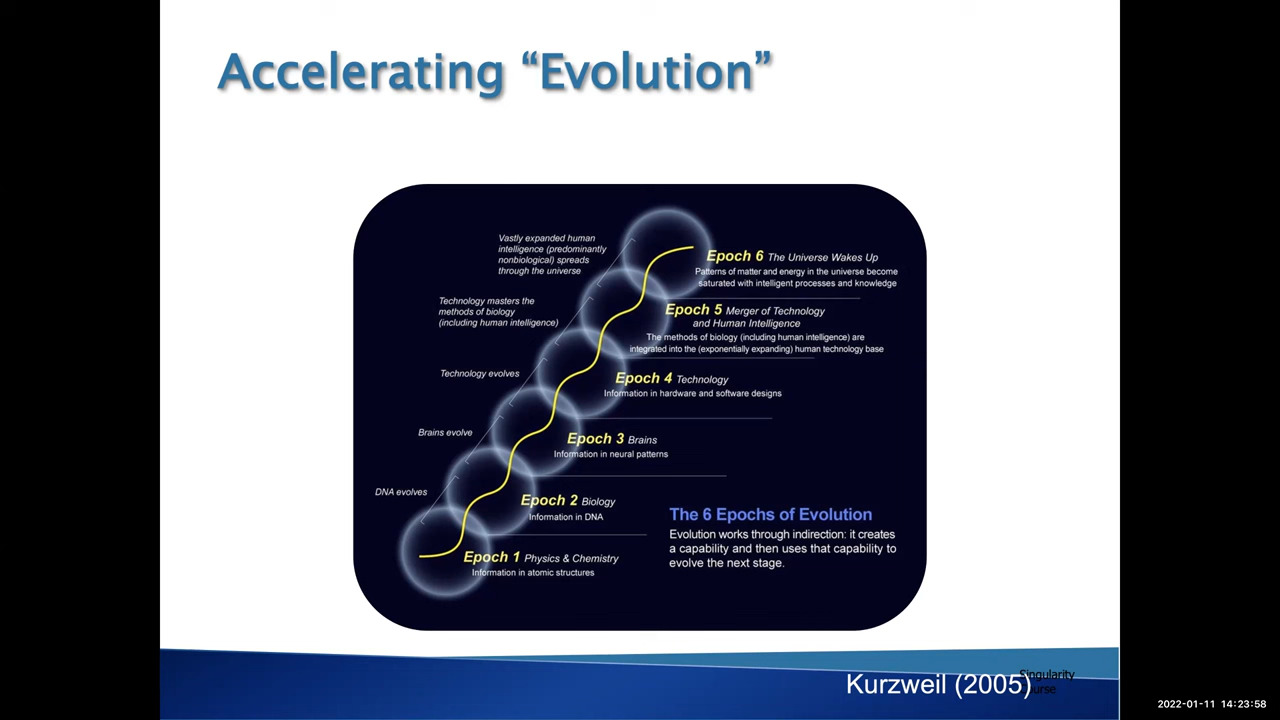 Accelerating “Evolution”
Vastly expanded human
intelligence (predominantly
nonbiological) spreads
through the universe
Epoch 6 The Universe Wakes Up
Patterns of matter and energy in the universe become
saturated with intelligent processes and knowledge
Technology masters the
methods of biology
(including human intelligence)
Epoch 5 Merger of Technology
and Human Intelligence
The methods of biology (including human intelligence) are
integrated into the (exponentially expanding) human technology base
Technology evolves
Epoch 4 Technology
Information in hardware and software designs
Brains evolve
Epoch 3 Brains
Information in neural patterns
DNA evolves
Epoch 2 Biology
Information in DNA
Epoch 1 Physics & Chemistry
Information in atomic structures
The 6 Epochs of Evolution
Evolution works through indirection: it creates
a capability and then uses that capability to
evolve the next stage.
Kurzweil (2005)
Singularity
Course
2022-01-11 14:23:58